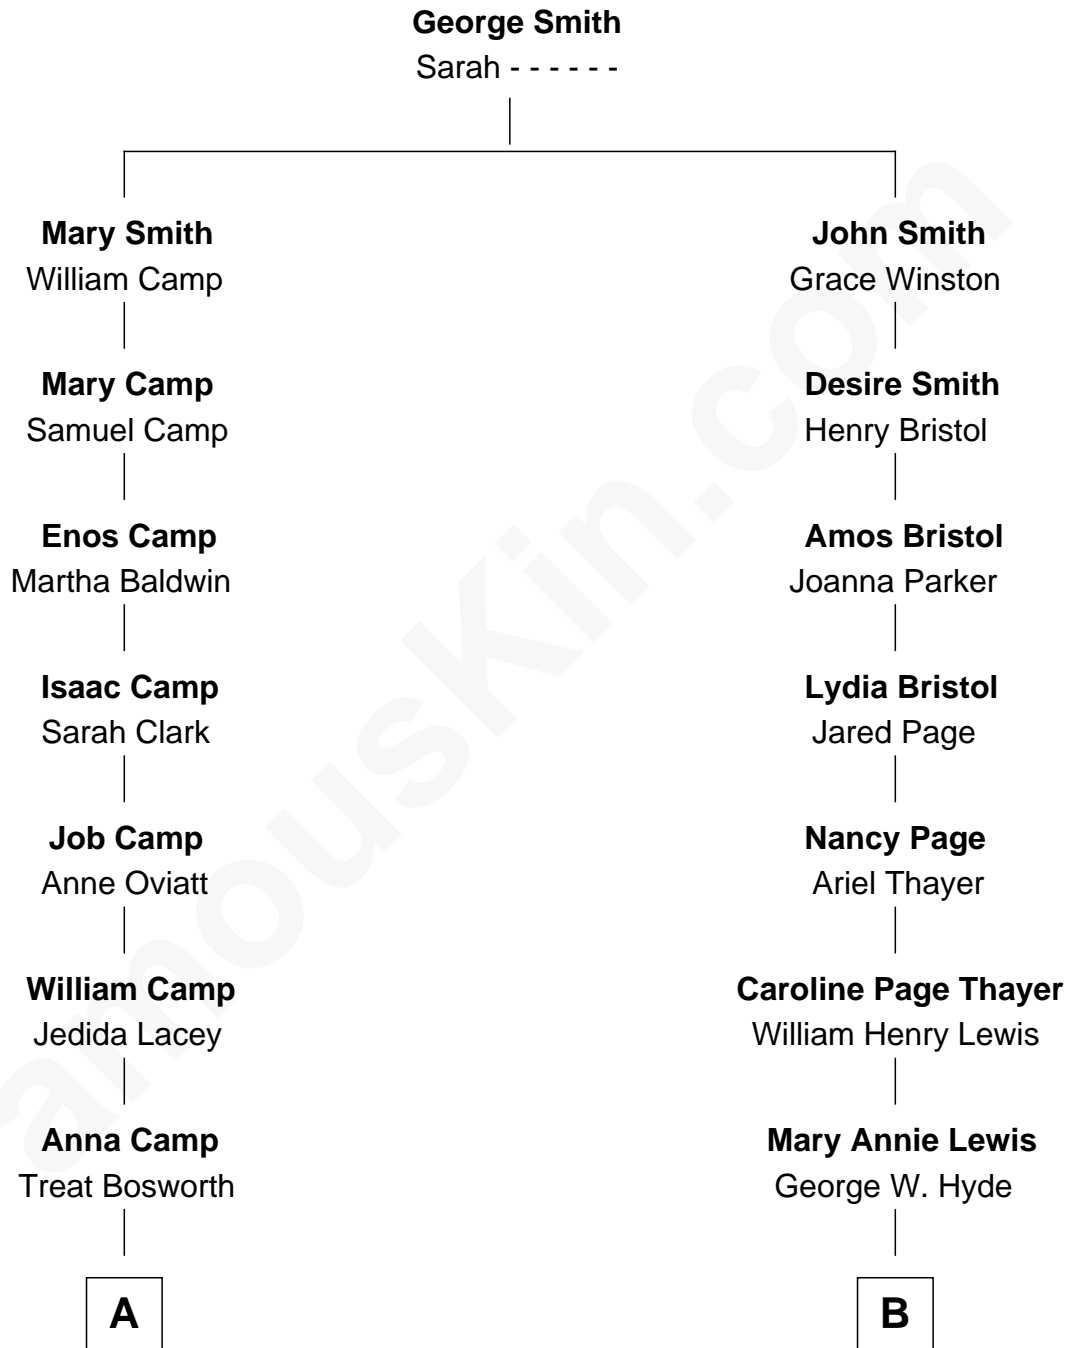 George Smith
Sarah - - - - - -
Mary Smith
William Camp
John Smith
Grace Winston
Mary Camp
Samuel Camp
Desire Smith
Henry Bristol
Enos Camp
Martha Baldwin
Amos Bristol
Joanna Parker
Isaac Camp
Sarah Clark
Lydia Bristol
Jared Page
Job Camp
Anne Oviatt
Nancy Page
Ariel Thayer
William Camp
Jedida Lacey
Caroline Page Thayer
William Henry Lewis
Anna Camp
Treat Bosworth
Mary Annie Lewis
George W. Hyde
A
B
amousKin.com